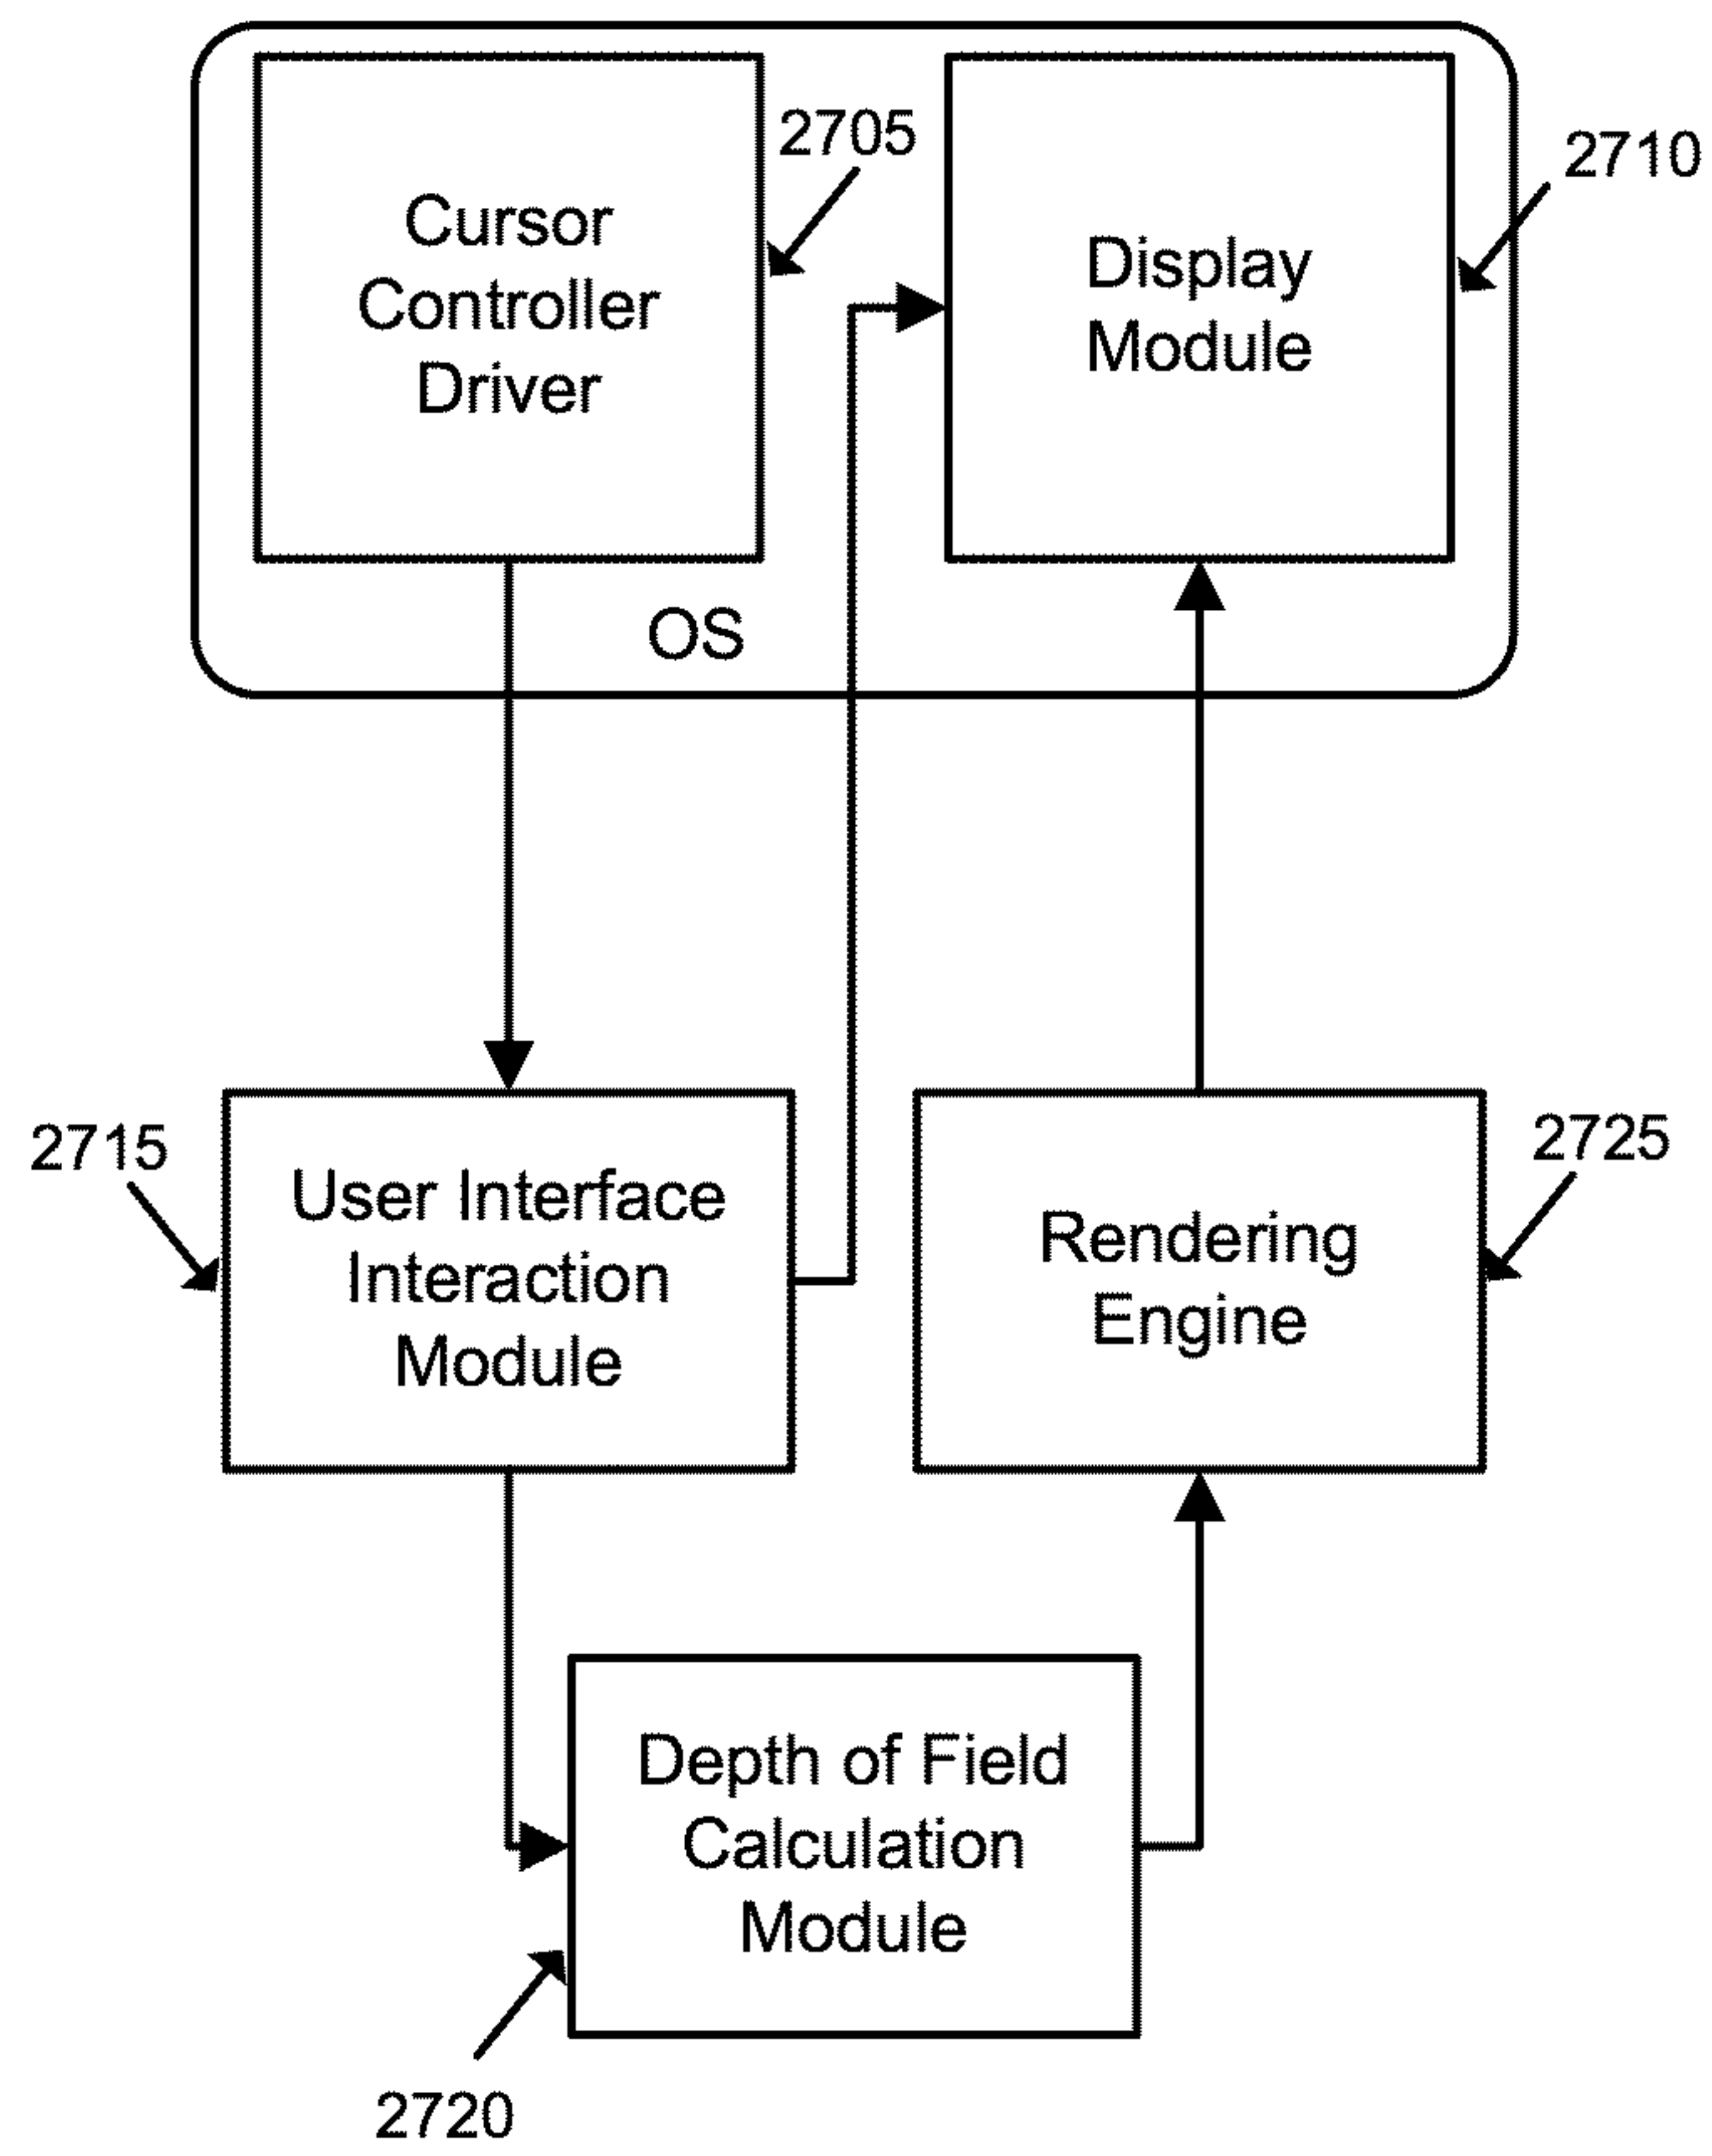 Cursor
Controller
Driver
2705
Display
Module
2710
OS
2715
User Interface
Interaction
Module
Rendering
Engine
2725
Depth of Field
Calculation
Module
2720